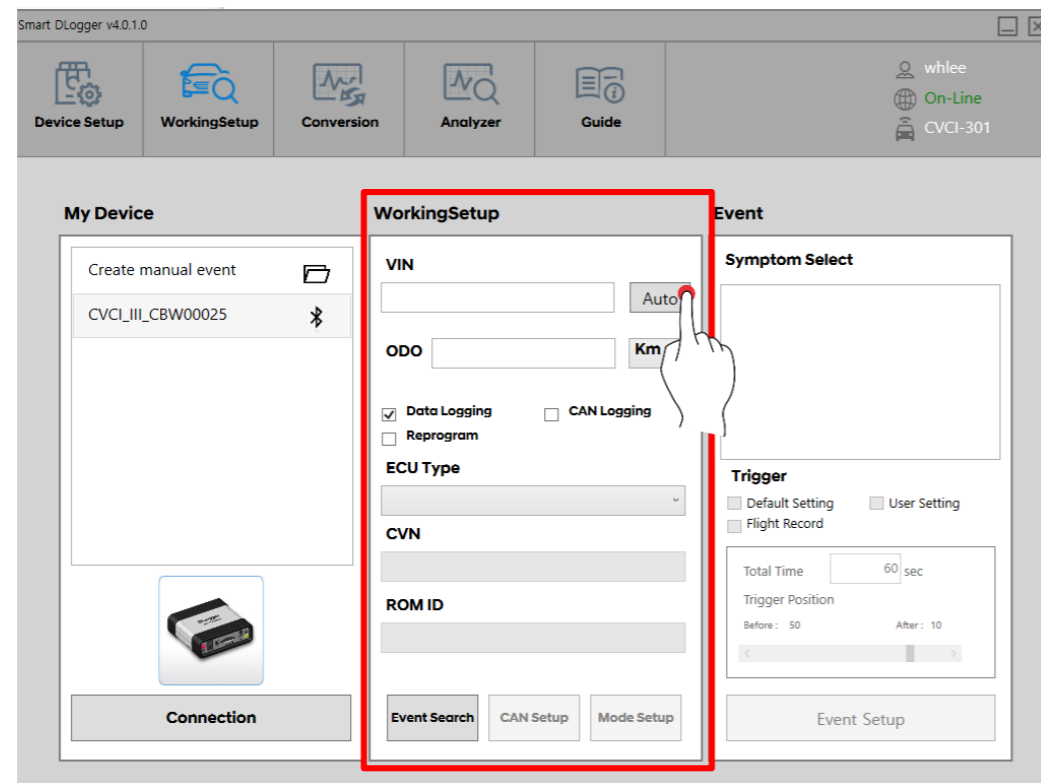 Smart DLogger v4.0.1.0
Device Setup
WorkingSetup
Conversion
Analyzer
Guide
whlee
On-Line
CVCI-301
My Device
Create manual event
CVCI_III_CBW00025
Connection
WorkingSetup
VIN
Auto
ODO
Km
Data Logging
CAN Logging
Reprogram
ECU Type
CVN
ROM ID
Event Search
CAN Setup
Mode Setup
Event
Symptom Select
Trigger
Default Setting
User Setting
Flight Record
Total Time 60 sec
Trigger Position
Before : 50 After : 10
Event Setup